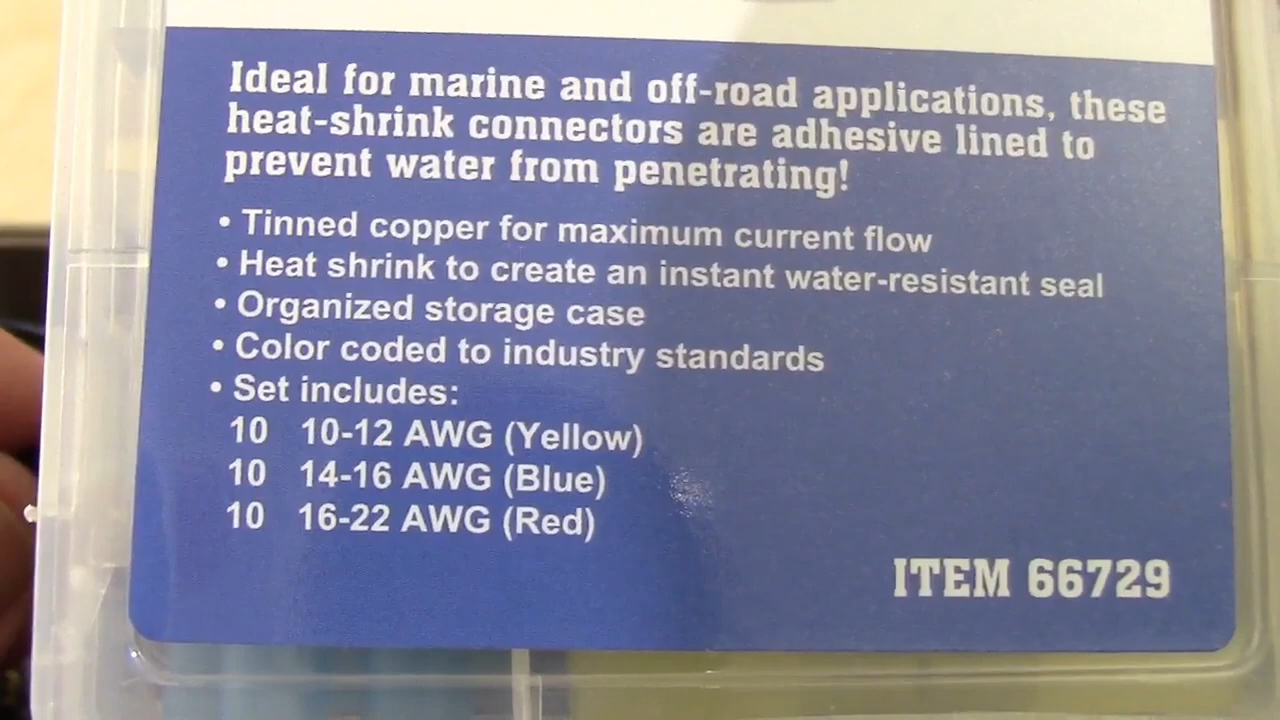 Ideal for marine and off-road applications, these
heat-shrink connectors are adhesive lined to
prevent water from penetrating!
• Tinned copper for maximum current flow
• Heat shrink to create an instant water-resistant seal
• Organized storage case
• Color coded to industry standards
• Set includes:
10 10-12 AWG (Yellow)
10 14-16 AWG (Blue)
10 16-22 AWG (Red)
ITEM 66729